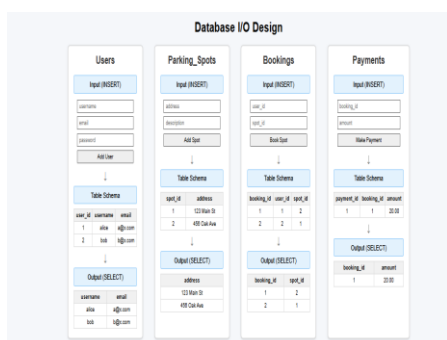 Database I/O Design
Users
Input (INSERT)
username
email
password
Add User
↓
Table Schema
user_id username email
1 alice a@x.com
2 bob b@x.com
↓
Output (SELECT)
username email
alice a@x.com
bob b@x.com
Parking_Spots
Input (INSERT)
address
description
Add Spot
↓
Table Schema
spot_id address
1 123 Main St
2 456 Oak Ave
↓
Output (SELECT)
address
123 Main St
456 Oak Ave
Bookings
Input (INSERT)
user_id
spot_id
Book Spot
↓
Table Schema
booking_id user_id spot_id
1 1 2
2 2 1
↓
Output (SELECT)
booking_id spot_id
1 2
2 1
Payments
Input (INSERT)
booking_id
amount
Make Payment
↓
Table Schema
payment_id booking_id amount
1 1 20.00
↓
Output (SELECT)
booking_id amount
1 20.00